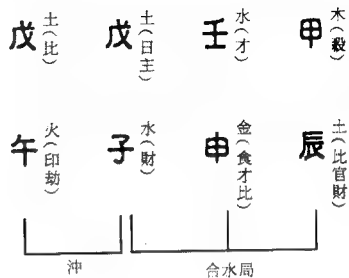 甲
木(殺)
壬
水(才)
戊
土(日主)
戊
土(比)
辰
土(比官財)
申
金(食才比)
子
水(財)
午
火(印劫)
合水局
沖